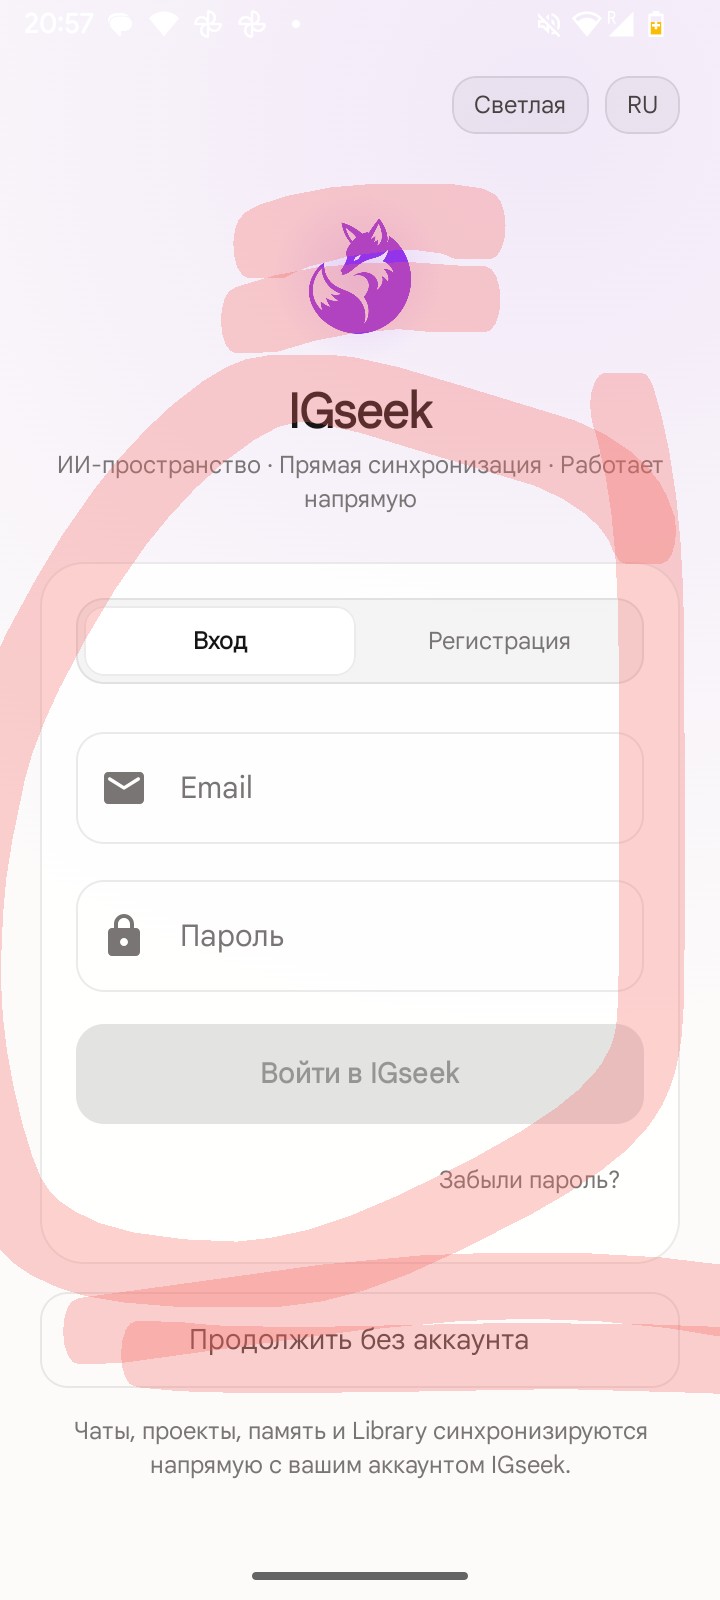 20:57
R
Светлая
RU
IGseek
ИИ-пространство · Прямая синхронизация · Работает
напрямую
Вход
Регистрация
Email
Пароль
Войти в IGseek
Забыли пароль?
Продолжить без аккаунта
Чаты, проекты, память и Library синхронизируются
напрямую с вашим аккаунтом IGseek.